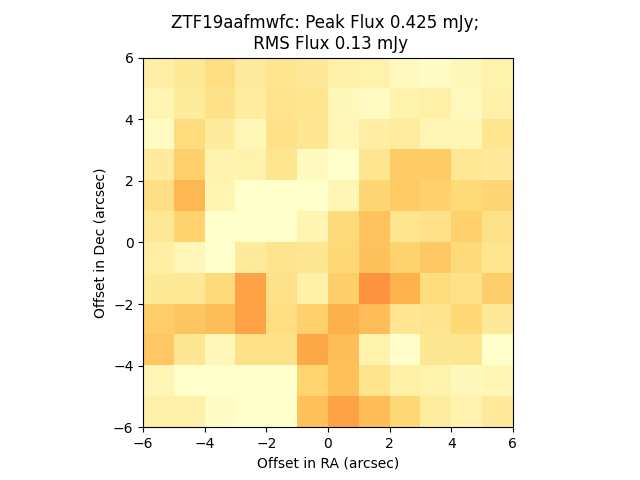 ZTF19aafmwfc: Peak Flux 0.425 mJy;
RMS Flux 0.13 mJy
6
4
2
0
−2
−4
−6
Offset in Dec (arcsec)
−6 −4 −2 0 2 4 6
Offset in RA (arcsec)